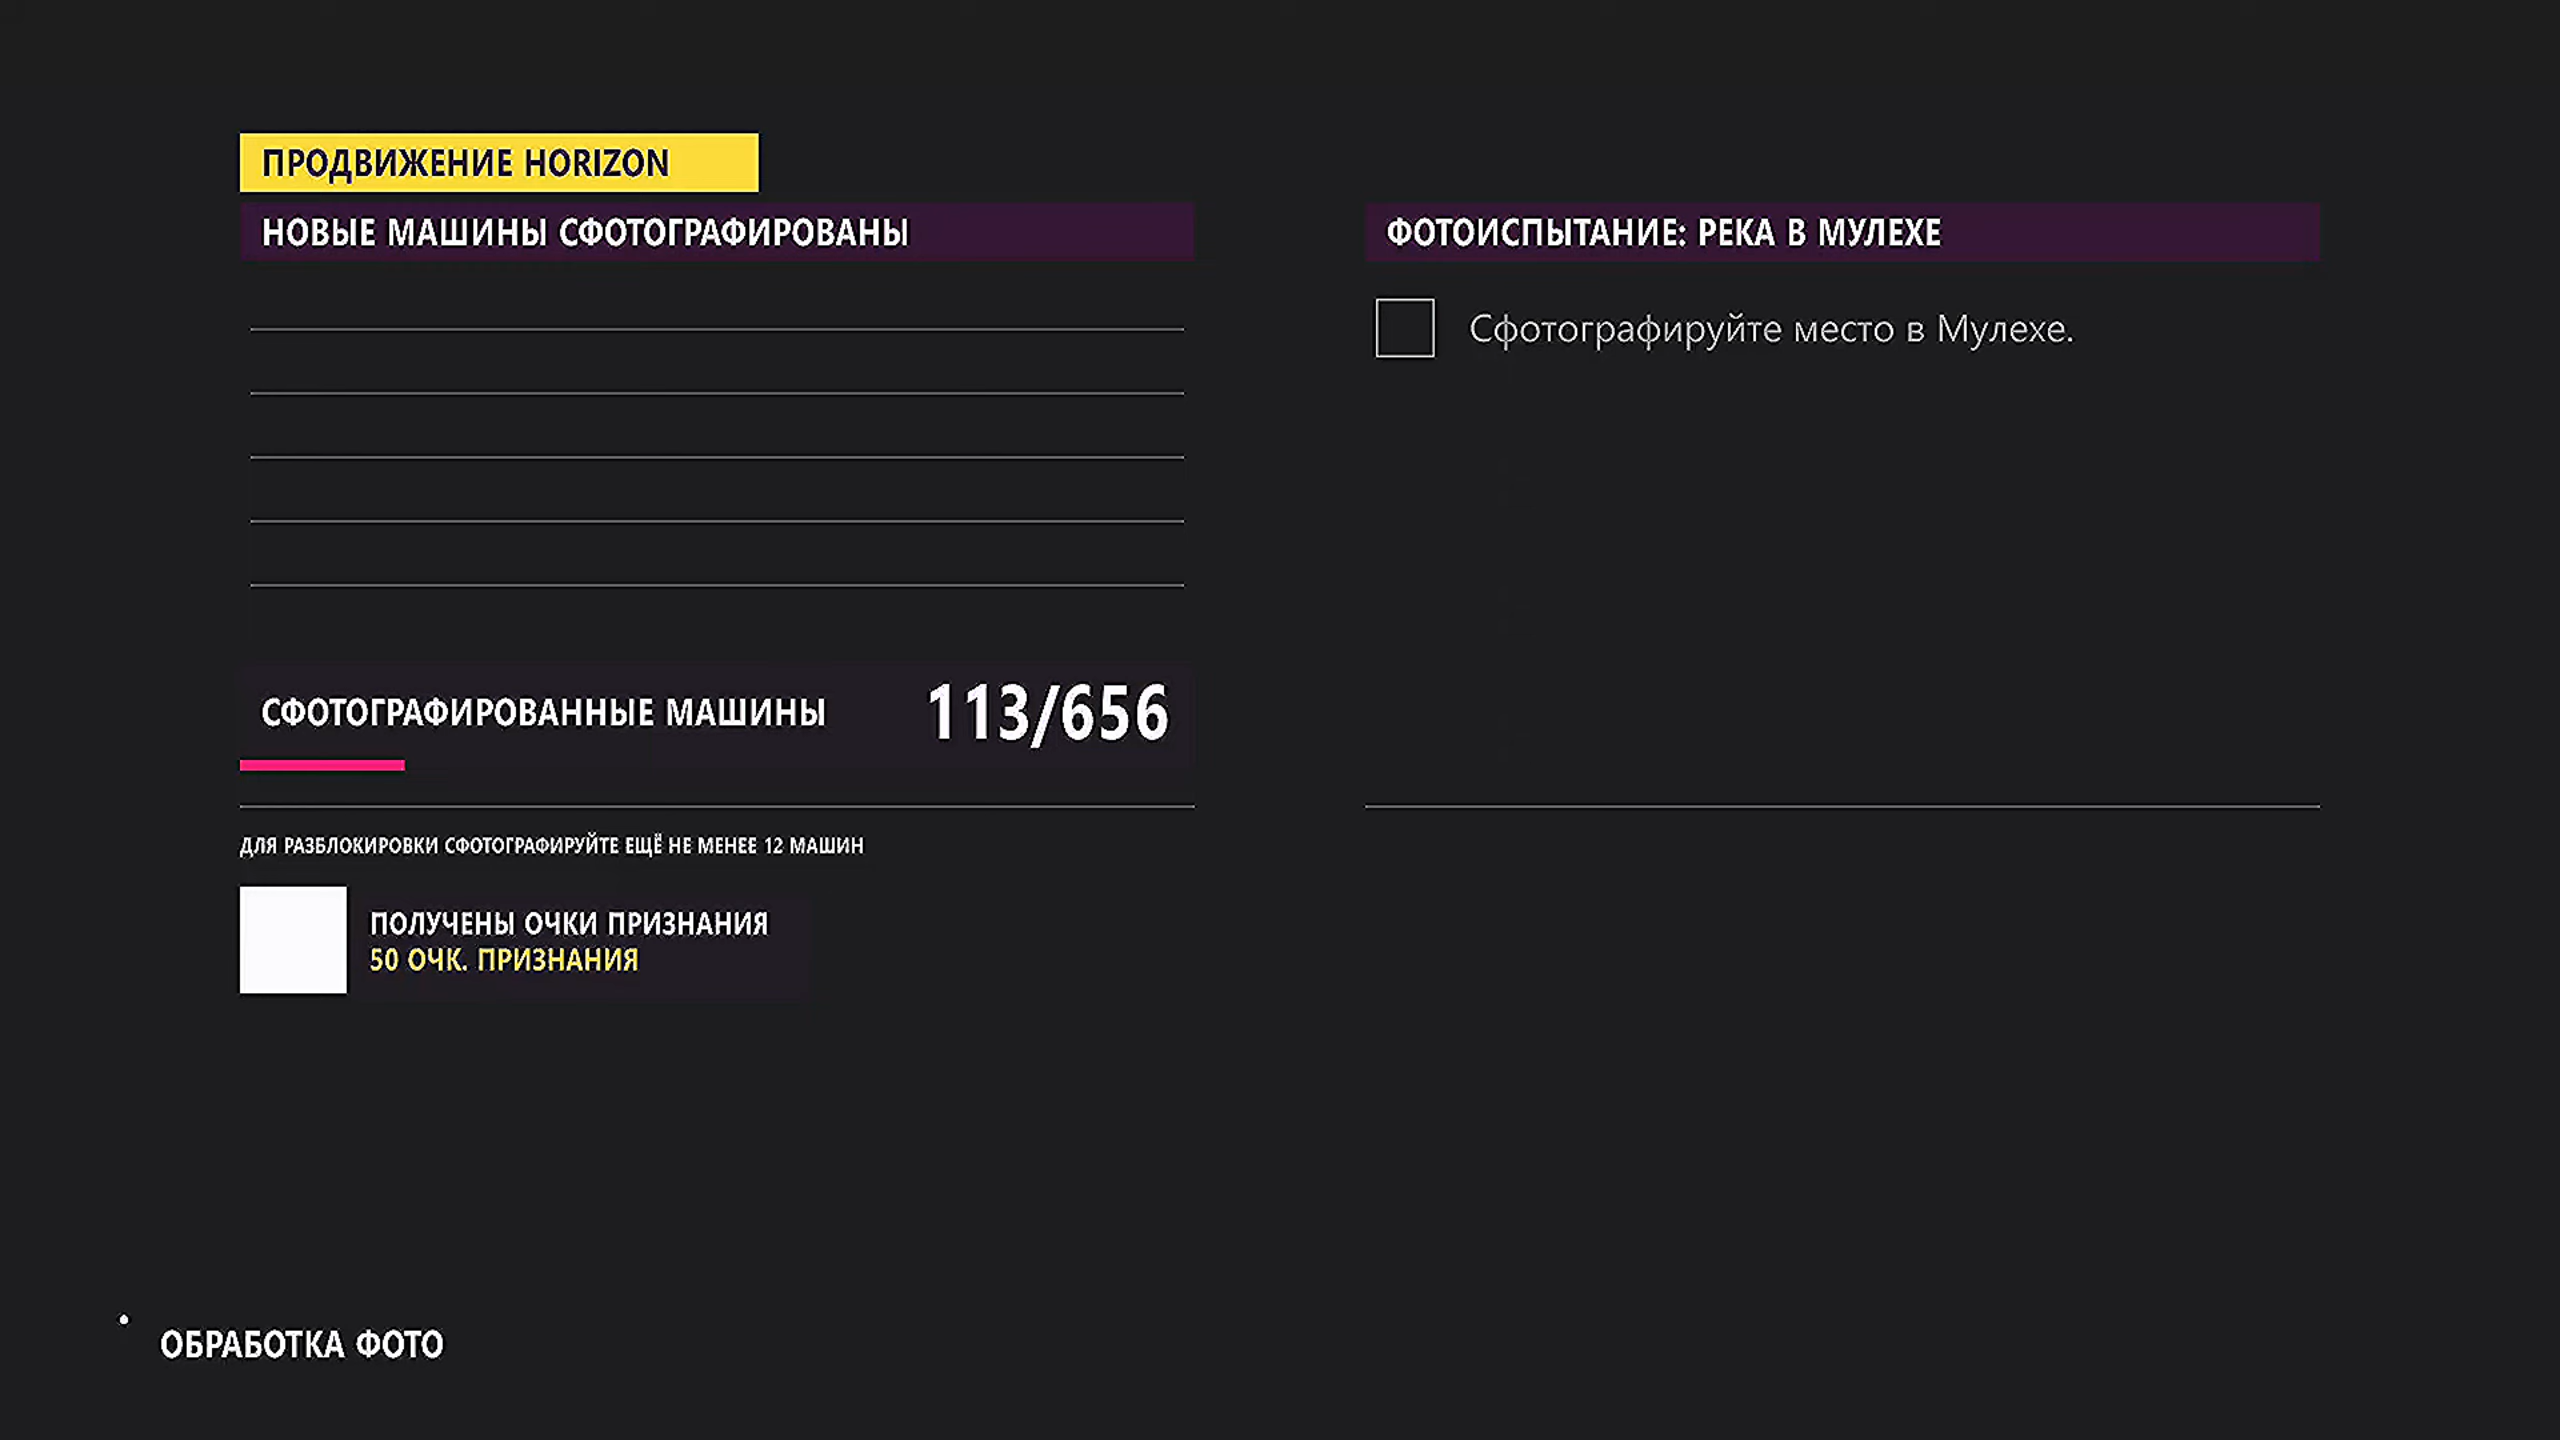 ПРОДВИЖЕНИЕ HORIZON
НОВЫЕ МАШИНЫ СФОТОГРАФИРОВАНЫ
СФОТОГРАФИРОВАННЫЕ МАШИНЫ 113/656
ДЛЯ РАЗБЛОКИРОВКИ СФОТОГРАФИРУЙТЕ ЕЩЁ НЕ МЕНЕЕ 12 МАШИН
ПОЛУЧЕНЫ ОЧКИ ПРИЗНАНИЯ
50 ОЧК. ПРИЗНАНИЯ
ФОТОИСПЫТАНИЕ: РЕКА В МУЛЕХЕ
Сфотографируйте место в Мулехе.
ОБРАБОТКА ФОТО